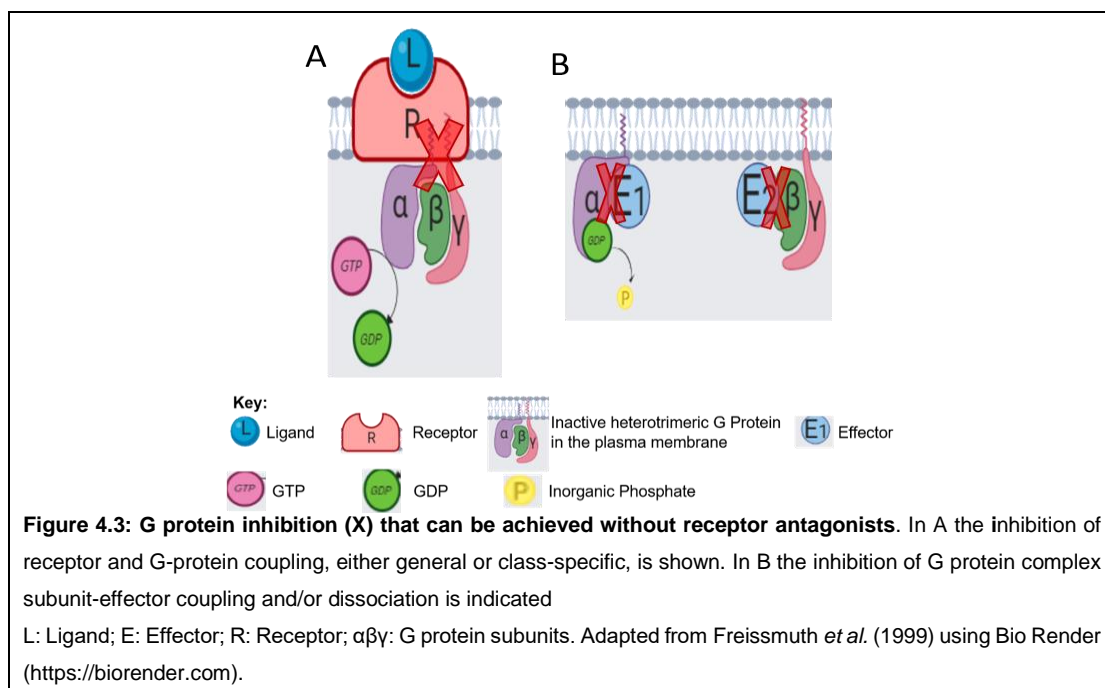 A
B
L
R
α
β
γ
GTP
GDP
α
E1
GDP
P
E2
β
γ
Key:
L Ligand
R Receptor
α β γ Inactive heterotrimeric G Protein
in the plasma membrane
E1 Effector
GTP GTP
GDP GDP
P Inorganic Phosphate
Figure 4.3: G protein inhibition (X) that can be achieved without receptor antagonists. In A the inhibition of
receptor and G-protein coupling, either general or class-specific, is shown. In B the inhibition of G protein complex
subunit-effector coupling and/or dissociation is indicated
L: Ligand; E: Effector; R: Receptor; αβγ: G protein subunits. Adapted from Freissmuth et al. (1999) using Bio Render
(https://biorender.com).